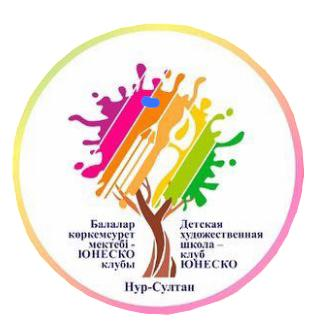 Балалар
көркемсурет
мектебі -
ЮНЕСКО
клубы
Детская
художественная
школа –
клуб
ЮНЕСКО
Нур-Султан